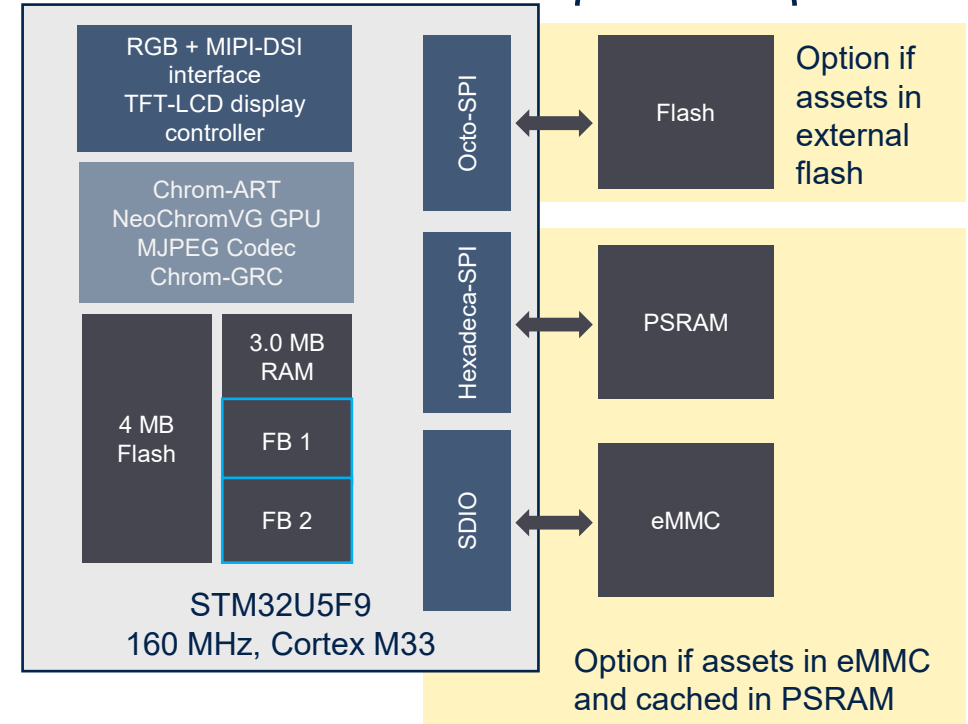 RGB + MIPI-DSI
interface
TFT-LCD display
controller
Chrom-ART
NeoChromVG GPU
MJPEG Codec
Chrom-GRC
4 MB
Flash
3.0 MB
RAM
FB 1
FB 2
Octo-SPI
Hexadeca-SPI
SDIO
Flash
PSRAM
eMMC
Option if
assets in
external
flash
STM32U5F9
160 MHz, Cortex M33
Option if assets in eMMC
and cached in PSRAM